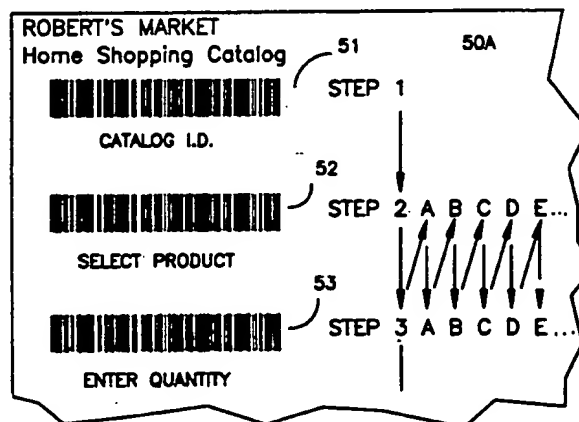 ROBERT'S MARKET
Home Shopping Catalog
51
50A
STEP 1
CATALOG I.D.
52
STEP 2 A B C D E...
SELECT PRODUCT
53
STEP 3 A B C D E...
ENTER QUANTITY